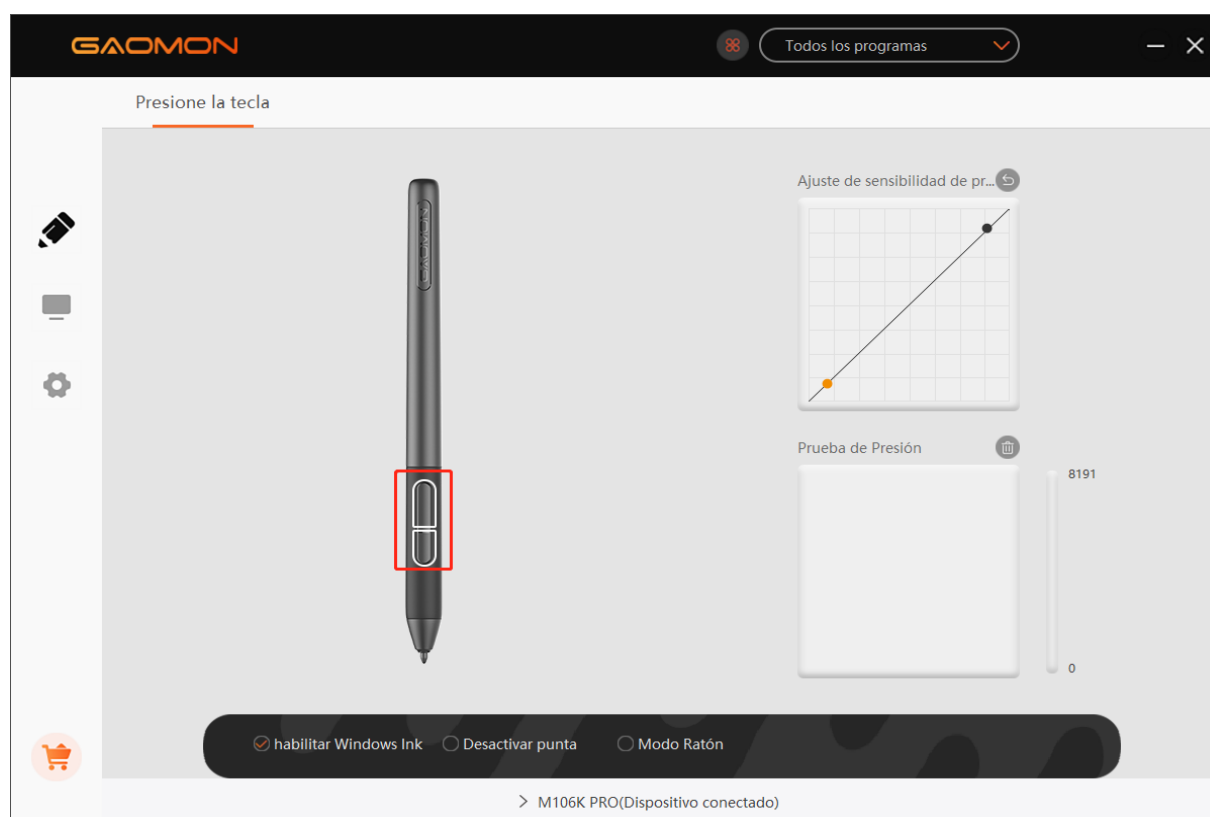 GAOMON
Todos los programas
Presione la tecla
GAOMON
Ajuste de sensibilidad de pr...
Prueba de Presión
8191
0
habilitar Windows Ink
Desactivar punta
Modo Ratón
M106K PRO(Dispositivo conectado)